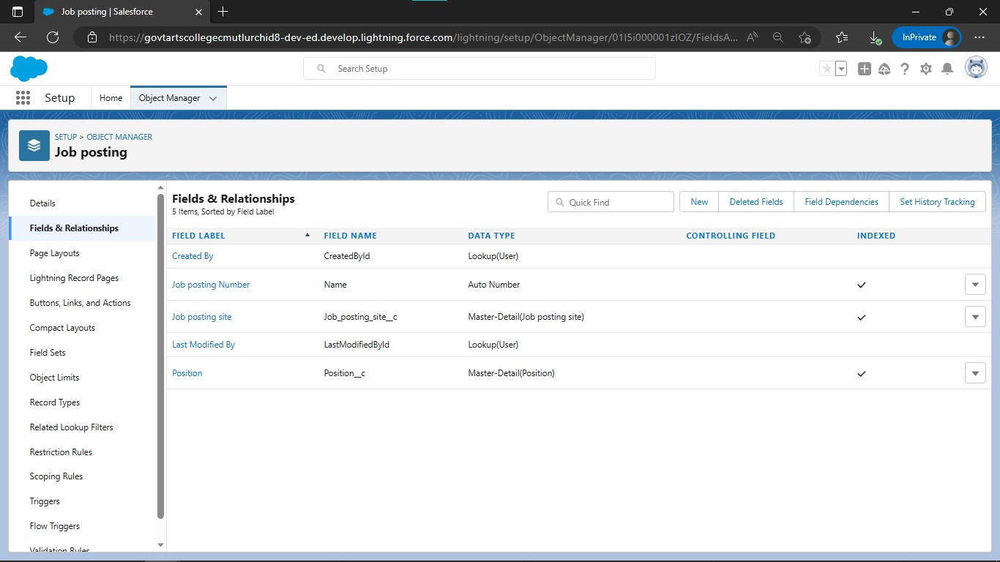 Job posting | Salesforce
https://govtartscollegecmutlurchid8-dev-ed.develop.lightning.force.com/lightning/setup/ObjectManager/01I5i000001zIOZ/FieldsA...
InPrivate
Search Setup
Setup
Home
Object Manager
SETUP > OBJECT MANAGER
Job posting
Details
Fields & Relationships
Page Layouts
Lightning Record Pages
Buttons, Links, and Actions
Compact Layouts
Field Sets
Object Limits
Record Types
Related Lookup Filters
Restriction Rules
Scoping Rules
Triggers
Flow Triggers
Validation Rules
Fields & Relationships
5 Items, Sorted by Field Label
Quick Find
New
Deleted Fields
Field Dependencies
Set History Tracking
FIELD LABEL FIELD NAME DATA TYPE CONTROLLING FIELD INDEXED
Created By CreatedById Lookup(User)
Job posting Number Name Auto Number
Job posting site Job_posting_site__c Master-Detail(Job posting site)
Last Modified By LastModifiedById Lookup(User)
Position Position__c Master-Detail(Position)